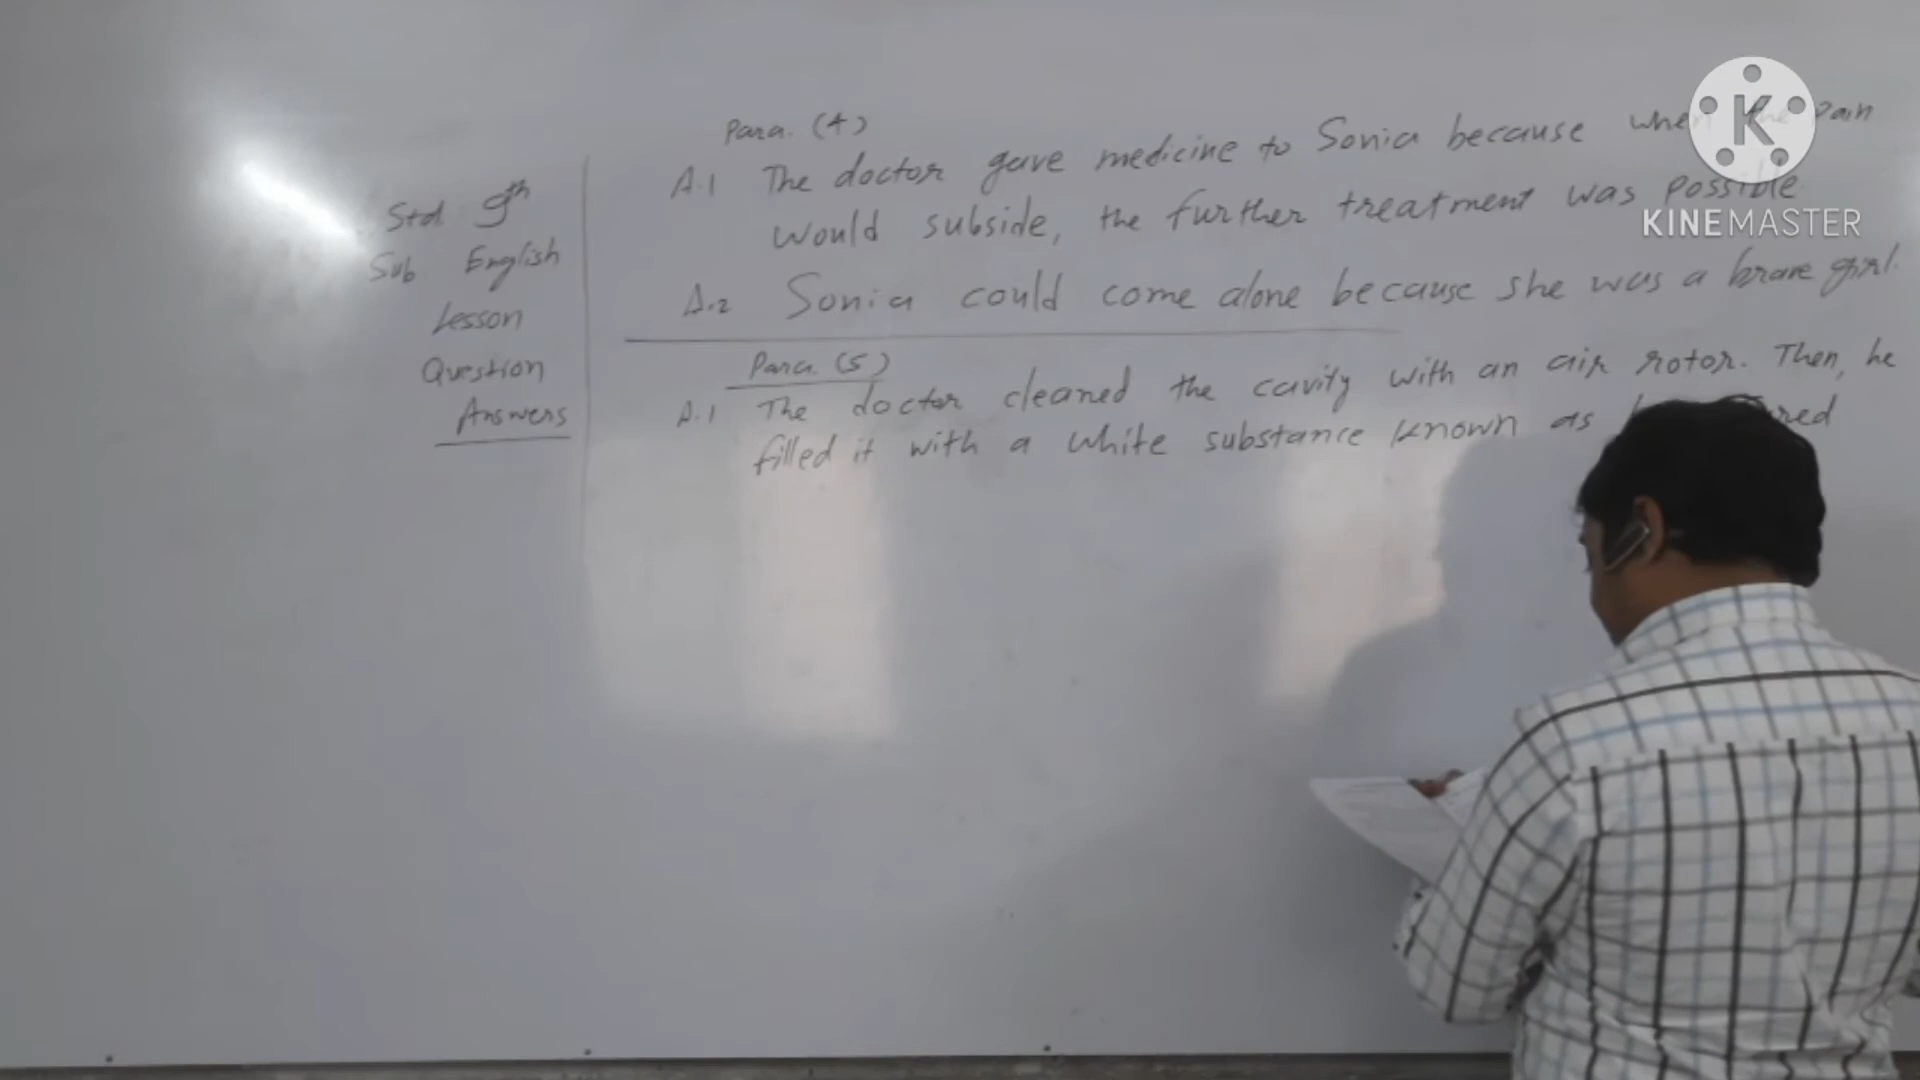 Std 9th
Sub English
Lesson
Question
Answers
Para. (4)
A.1 The doctor gave medicine to Sonia because when the pain
would subside, the further treatment was possible
A.2 Sonia could come alone because she was a brave girl.
Para. (5)
A.1 The doctor cleaned the cavity with an air rotor. Then, he
filled it with a white substance known as
K
KINEMASTER